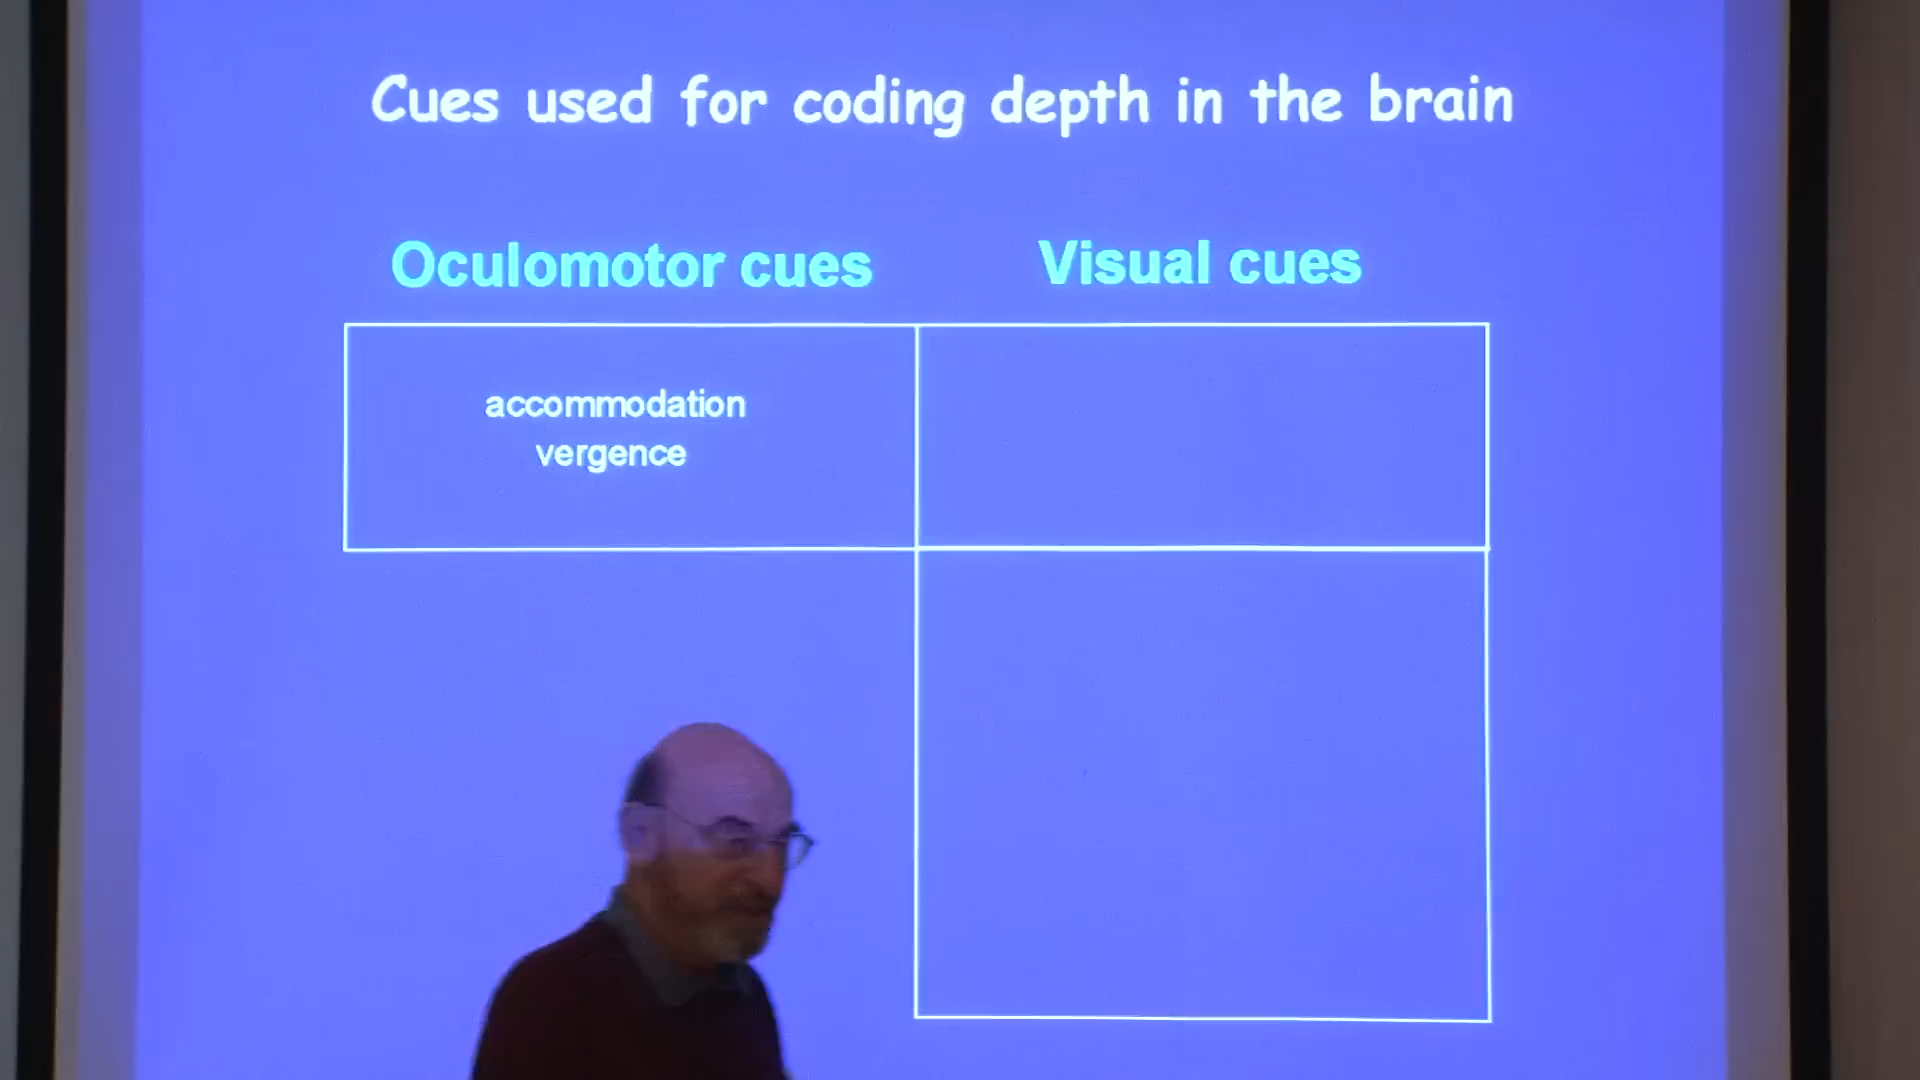 Cues used for coding depth in the brain
Oculomotor cues
Visual cues
accommodation
vergence